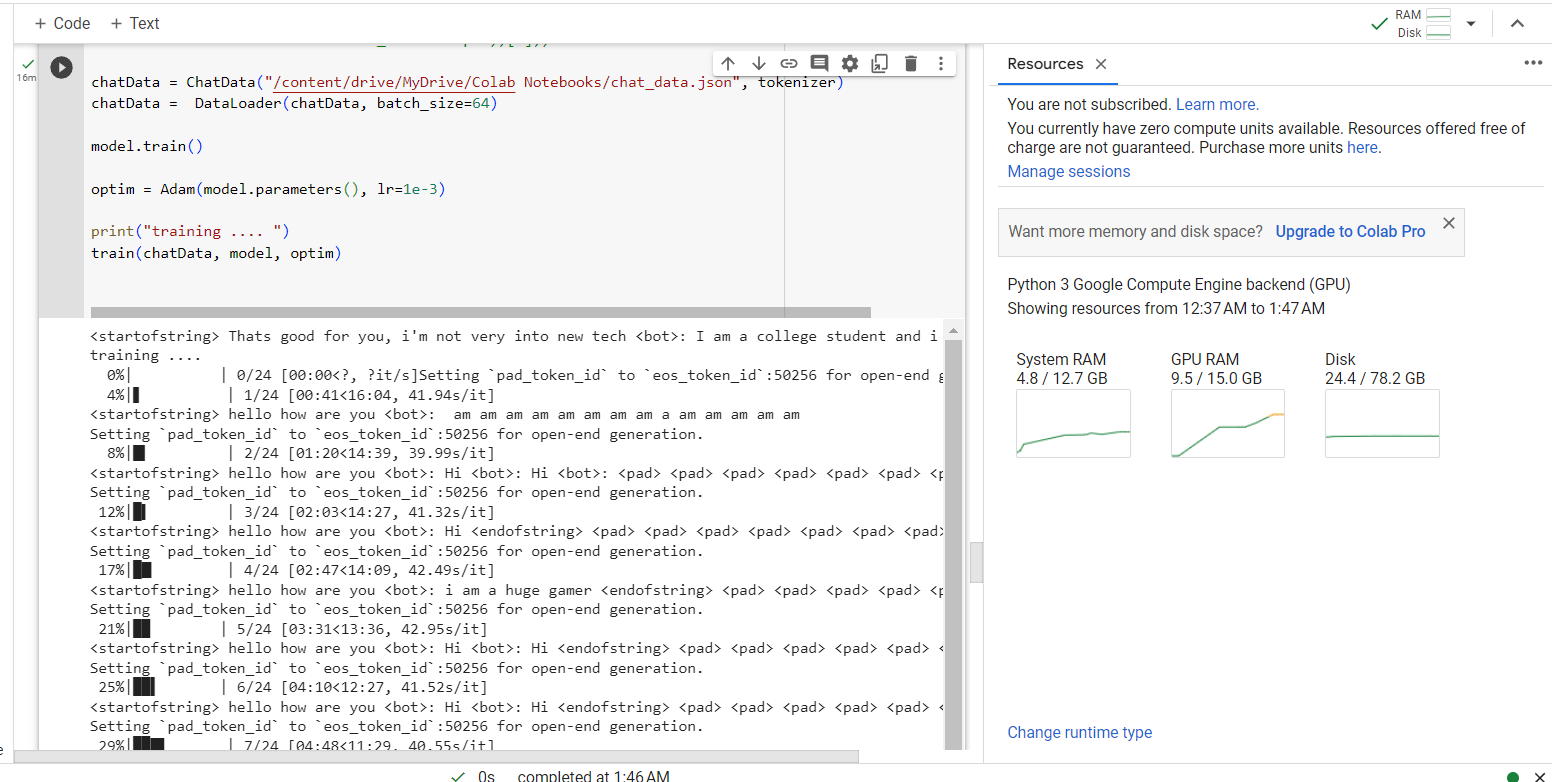 + Code + Text
RAM
Disk
16m
chatData = ChatData("/content/drive/MyDrive/Colab Notebooks/chat_data.json", tokenizer)
chatData =  DataLoader(chatData, batch_size=64)
model.train()
optim = Adam(model.parameters(), lr=1e-3)
print("training .... ")
train(chatData, model, optim)
<startofstring> Thats good for you, i'm not very into new tech <bot>: I am a college student and i
training ....
0%| | 0/24 [00:00<?, ?it/s]Setting `pad_token_id` to `eos_token_id`:50256 for open-end g
4%| | 1/24 [00:41<16:04, 41.94s/it]
<startofstring> hello how are you <bot>:  am am am am am am am am a am am am am am
Setting `pad_token_id` to `eos_token_id`:50256 for open-end generation.
8%| | 2/24 [01:20<14:39, 39.99s/it]
<startofstring> hello how are you <bot>: Hi <bot>: Hi <bot>: <pad> <pad> <pad> <pad> <pad> <pad> <p
Setting `pad_token_id` to `eos_token_id`:50256 for open-end generation.
12%| | 3/24 [02:03<14:27, 41.32s/it]
<startofstring> hello how are you <bot>: Hi <endofstring> <pad> <pad> <pad> <pad> <pad> <pad> <pad>
Setting `pad_token_id` to `eos_token_id`:50256 for open-end generation.
17%| | 4/24 [02:47<14:09, 42.49s/it]
<startofstring> hello how are you <bot>: i am a huge gamer <endofstring> <pad> <pad> <pad> <pad> <p
Setting `pad_token_id` to `eos_token_id`:50256 for open-end generation.
21%| | 5/24 [03:31<13:36, 42.95s/it]
<startofstring> hello how are you <bot>: Hi <bot>: Hi <endofstring> <pad> <pad> <pad> <pad> <pad> <
Setting `pad_token_id` to `eos_token_id`:50256 for open-end generation.
25%| | 6/24 [04:10<12:27, 41.52s/it]
<startofstring> hello how are you <bot>: Hi <bot>: Hi <endofstring> <pad> <pad> <pad> <pad> <pad> <
Setting `pad_token_id` to `eos_token_id`:50256 for open-end generation.
29%| | 7/24 [04:48<11:29, 40.55s/it]
0s completed at 1:46 AM
Resources
You are not subscribed. Learn more.
You currently have zero compute units available. Resources offered free of
charge are not guaranteed. Purchase more units here.
Manage sessions
Want more memory and disk space? Upgrade to Colab Pro
Python 3 Google Compute Engine backend (GPU)
Showing resources from 12:37 AM to 1:47 AM
System RAM
4.8 / 12.7 GB
GPU RAM
9.5 / 15.0 GB
Disk
24.4 / 78.2 GB
Change runtime type